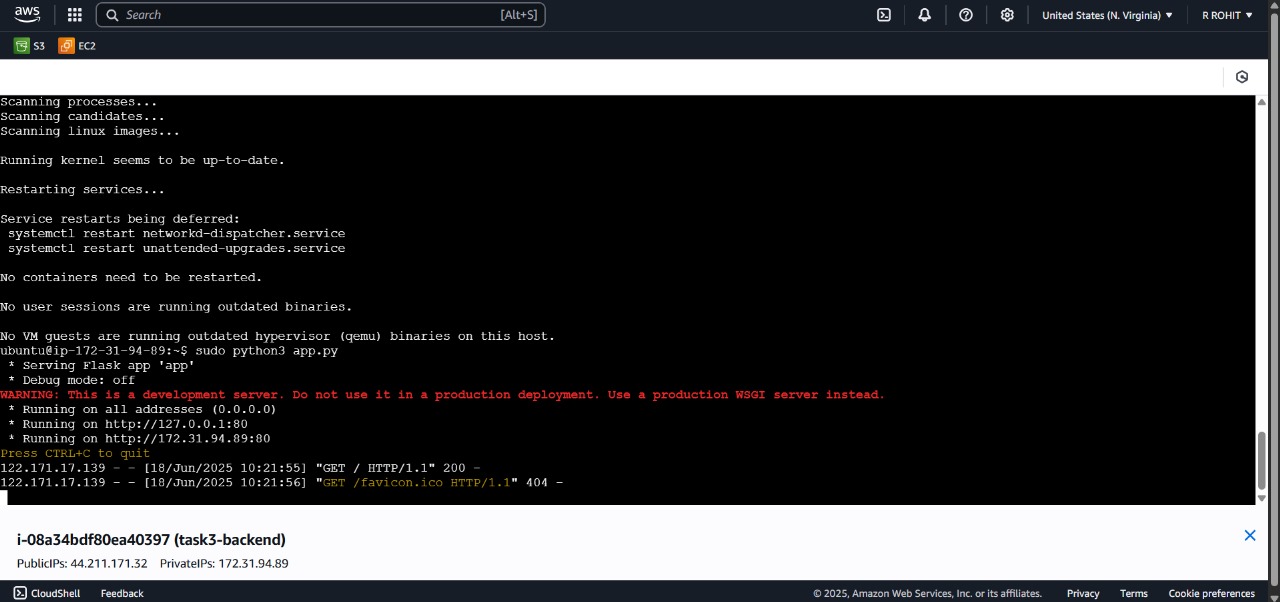 aws
Search [Alt+S] United States (N. Virginia) ▼ R ROHIT ▼
S3 EC2
Scanning processes...
Scanning candidates...
Scanning linux images...
Running kernel seems to be up-to-date.
Restarting services...
Service restarts being deferred:
systemctl restart networkd-dispatcher.service
systemctl restart unattended-upgrades.service
No containers need to be restarted.
No user sessions are running outdated binaries.
No VM guests are running outdated hypervisor (qemu) binaries on this host.
ubuntu@ip-172-31-94-89:~$ sudo python3 app.py
* Serving Flask app 'app'
* Debug mode: off
WARNING: This is a development server. Do not use it in a production deployment. Use a production WSGI server instead.
* Running on all addresses (0.0.0.0)
* Running on http://127.0.0.1:80
* Running on http://172.31.94.89:80
Press CTRL+C to quit
122.171.17.139 - - [18/Jun/2025 10:21:55] "GET / HTTP/1.1" 200 -
122.171.17.139 - - [18/Jun/2025 10:21:56] "GET /favicon.ico HTTP/1.1" 404 -
i-08a34bdf80ea40397 (task3-backend)
PublicIPs: 44.211.171.32 PrivateIPs: 172.31.94.89
CloudShell Feedback © 2025, Amazon Web Services, Inc. or its affiliates. Privacy Terms Cookie preferences